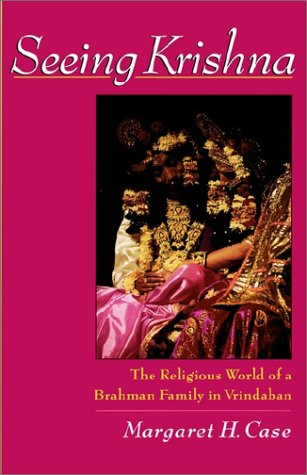 Seeing Krishna
The Religious World of a
Brahman Family in Vrindaban
Margaret H. Case